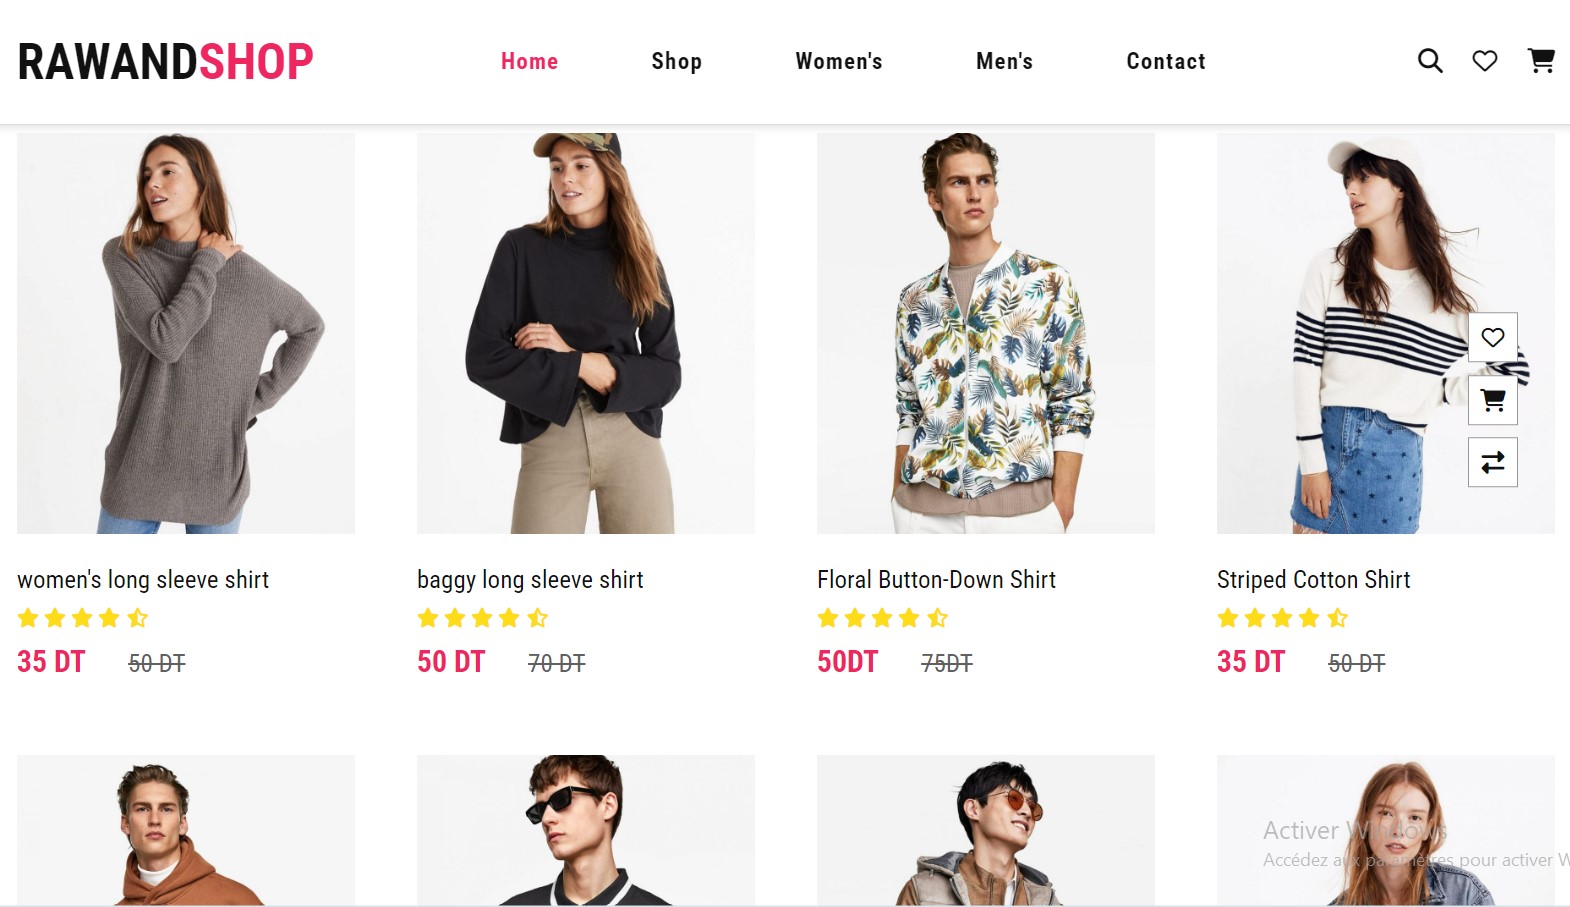 RAWANDSHOP Home Shop Women's Men's Contact
women's long sleeve shirt
35 DT 50 DT
baggy long sleeve shirt
50 DT 70 DT
Floral Button-Down Shirt
50DT 75DT
Striped Cotton Shirt
35 DT 50 DT
Activer Windows
Accédez aux paramètres pour activer W